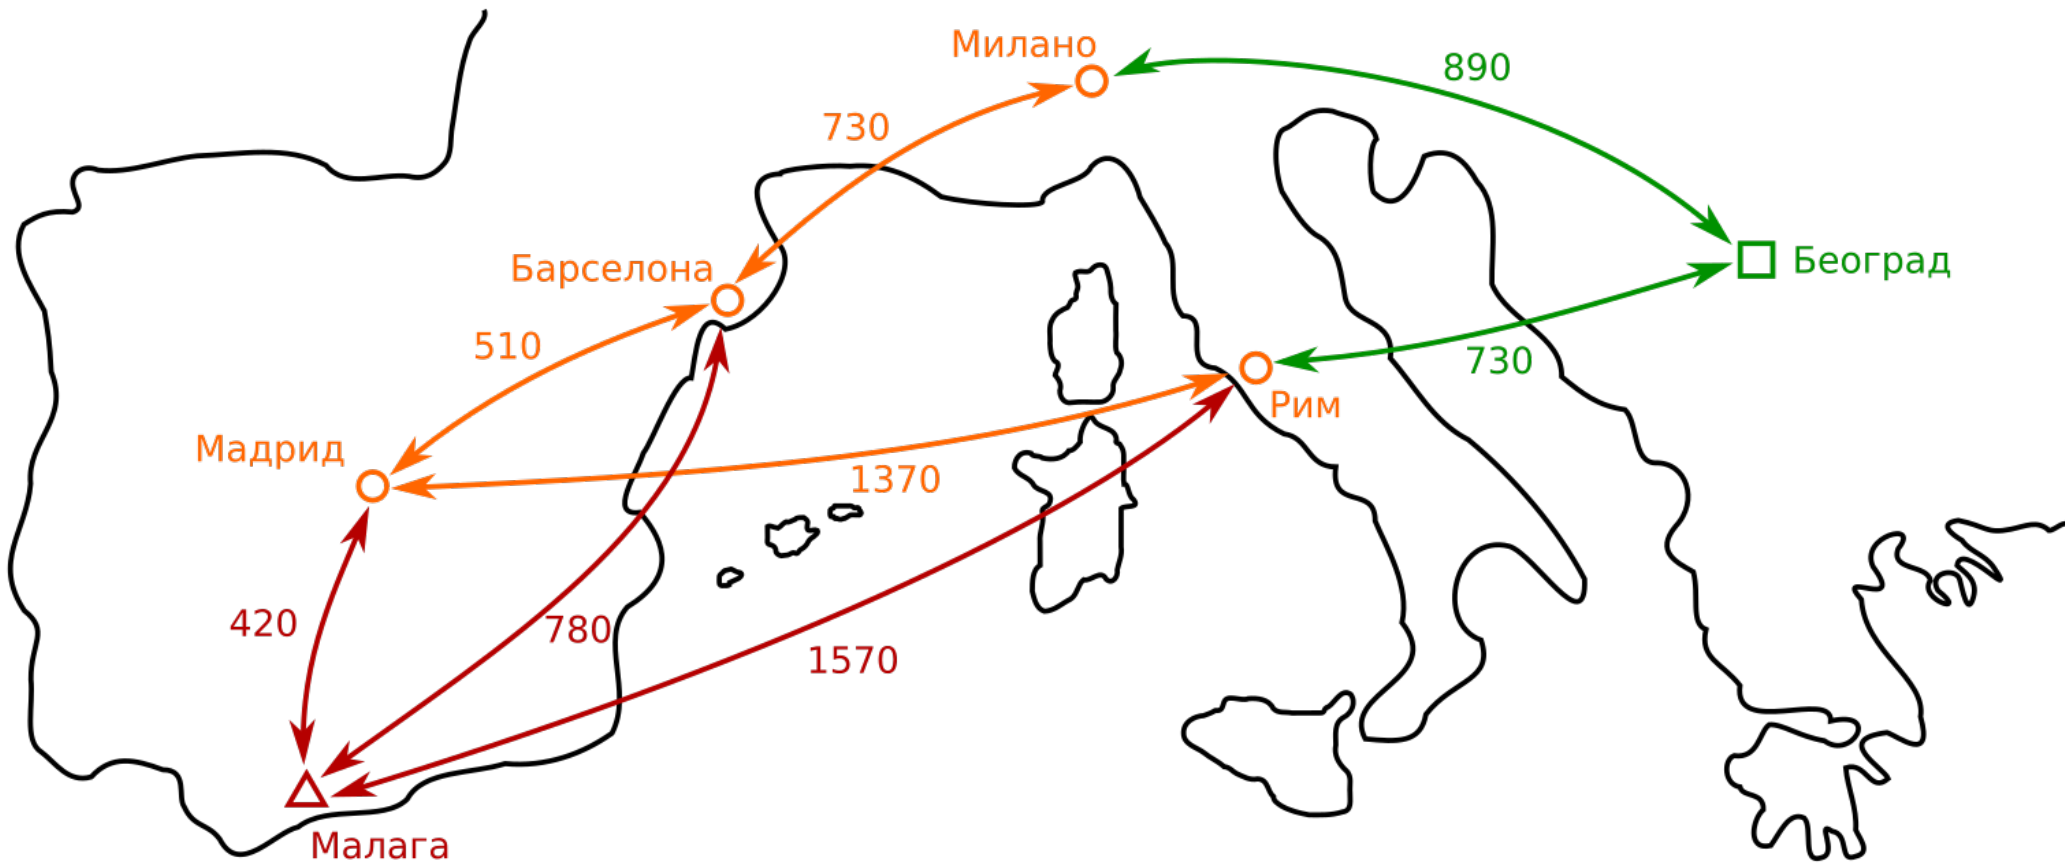 Милано
890
730
Барселона
Београд
510
730
Рим
Мадрид
1370
420
780
1570
Малага